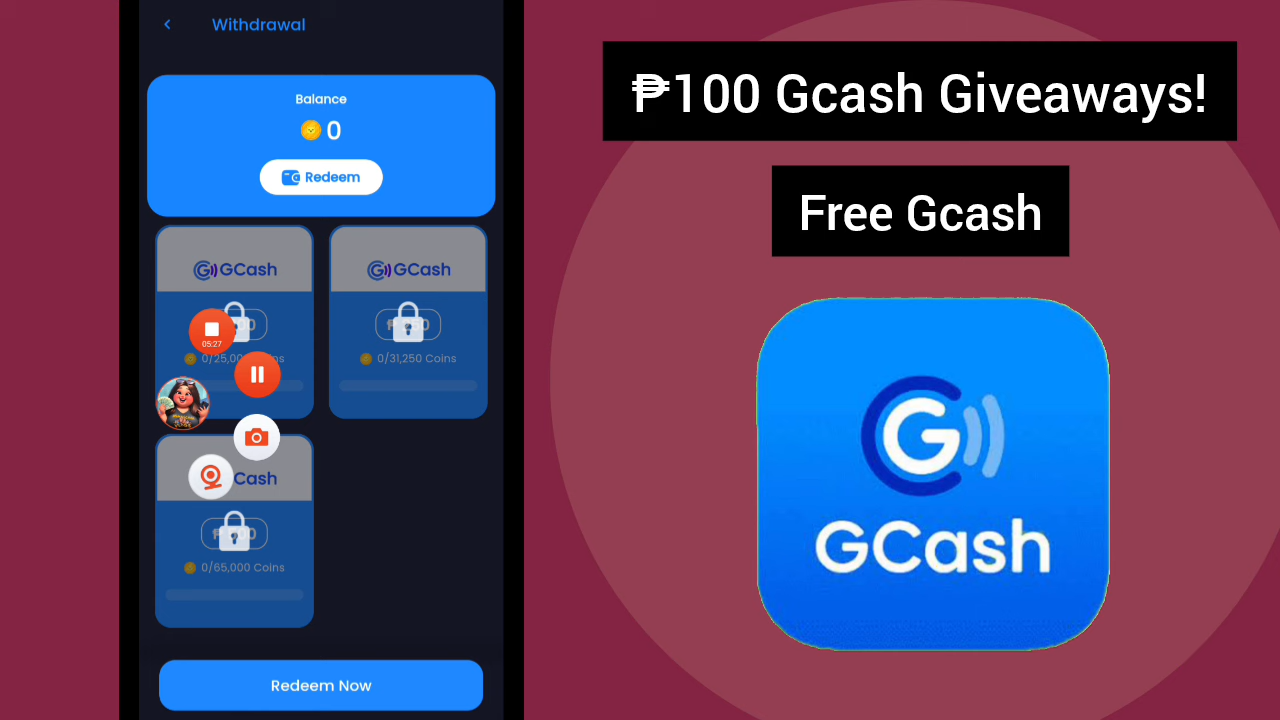 Withdrawal
Balance
0
Redeem
GCash
GCash
05:27
0/31,250 Coins
Cash
0/65,000 Coins
Redeem Now
₱100 Gcash Giveaways!
Free Gcash
G
GCash